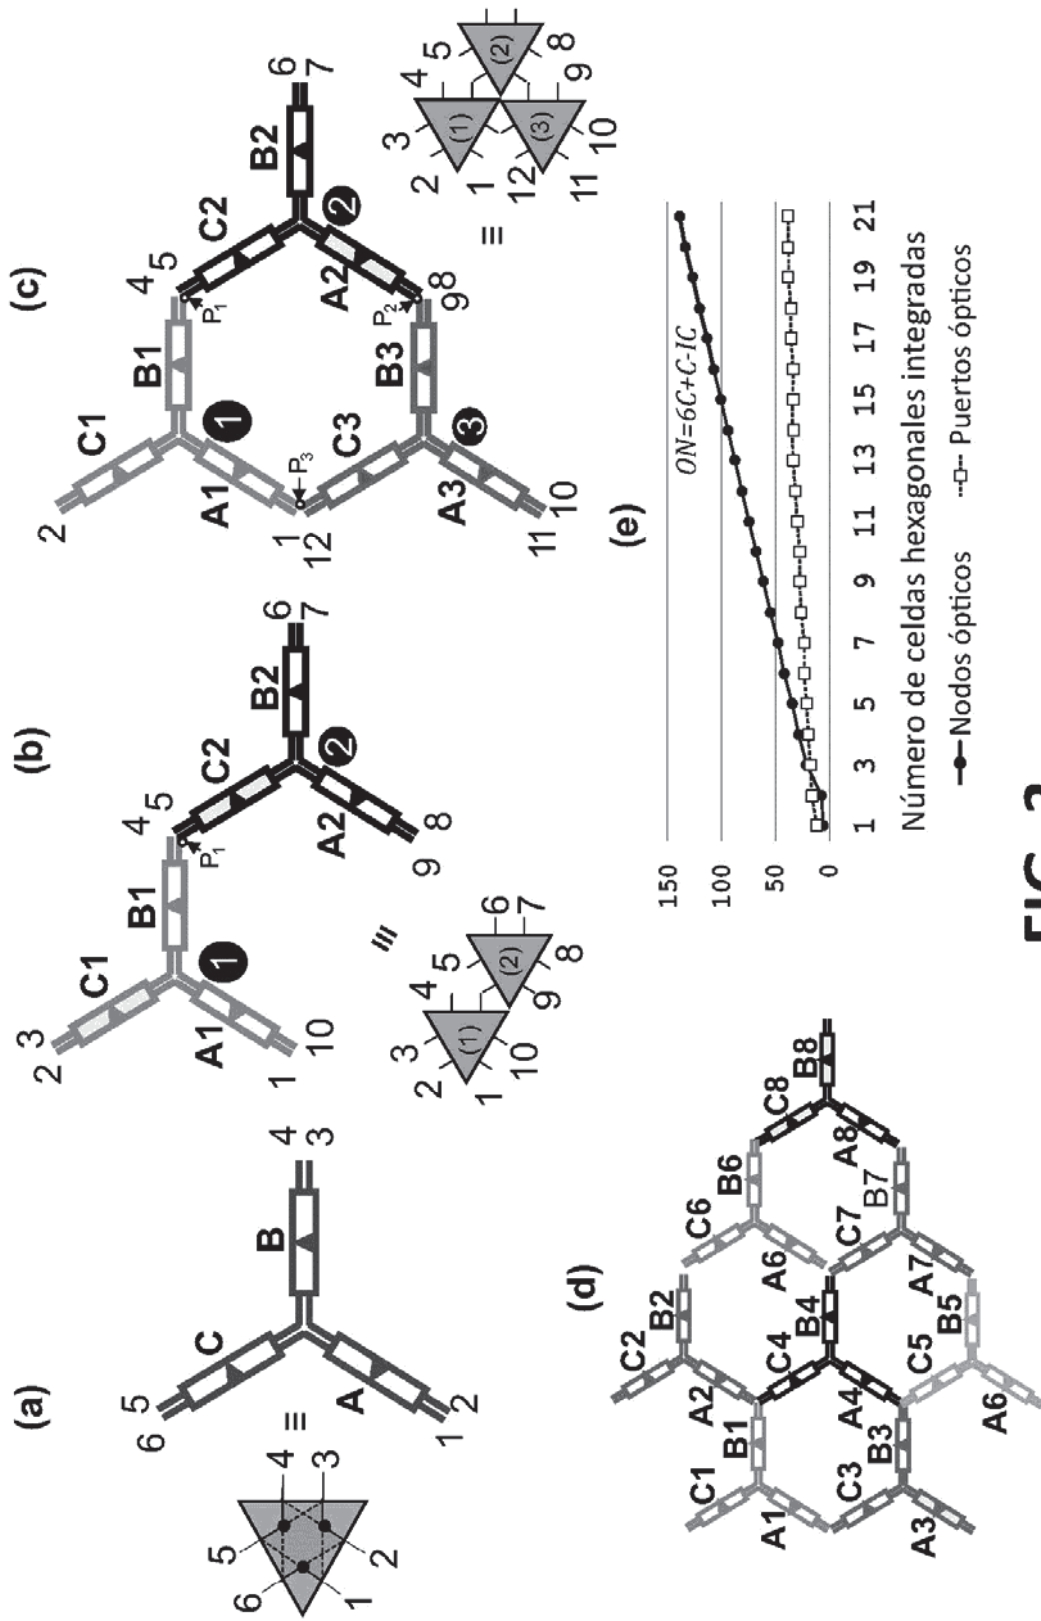 (a)
6 5
C
B
4
3
A
1 2
≡
6 5 4
3
1 2
(b)
2 3
C1
B1
4 5
P1
1
A1
1 10
C2
B2
6
7
2
A2
9 8
≡
2 3 4 5 6
7
(1) (2)
1 10 9 8
(c)
2
C1
B1
4 5
P1
1
A1
C2
B2
6
7
2
A2
P3
1
12
P2
8
9
C3
B3
3
A3
11 10
≡
2 3 4 5
(1) (2)
1 8
12 9
(3)
11 10
(d)
C2
B2
C6
B6
C1
B1
A2
A6
C8
B8
A1
C4
B4
A8
C3
B3
A4
C7
B7
A3
C5
B5
A7
A6
(e)
150
100
50
0
ON=6C+C-IC
1 3 5 7 9 11 13 15 17 19 21
Número de celdas hexagonales integradas
Nodos ópticos Puertos ópticos